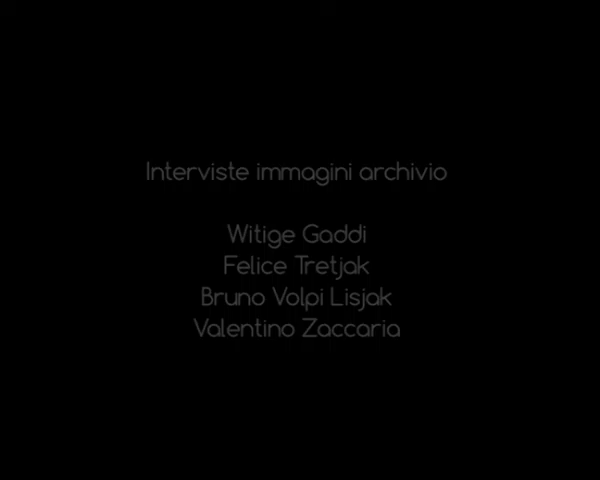 Interviste immagini archivio
Witige Gaddi
Felice Tretjak
Bruno Volpi Lisjak
Valentino Zaccaria